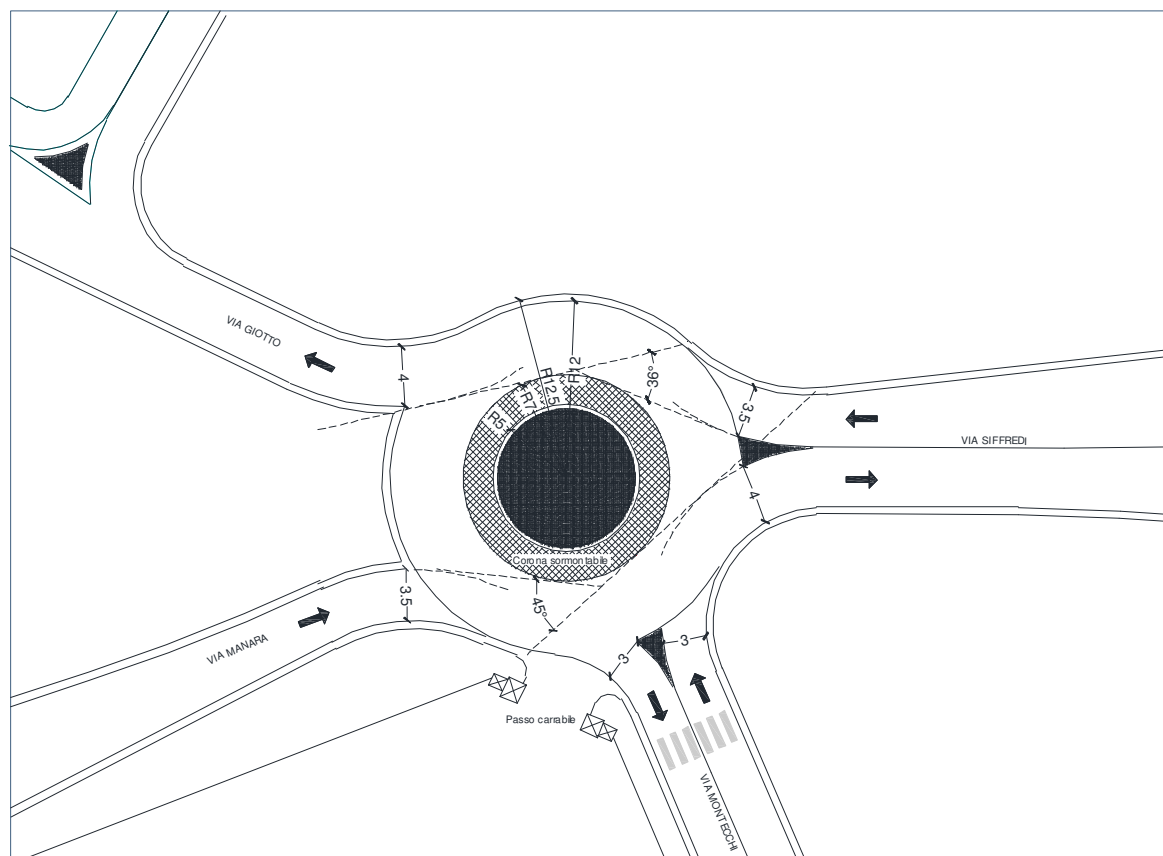 VIA GIOTTO
4
R12.5
R12
36°
R7
R5
3.5
VIA SIFFREDI
4
Corona sormontabile
45°
3.5
VIA MANARA
3
3
Passo carrabile
VIA MONTECCHI